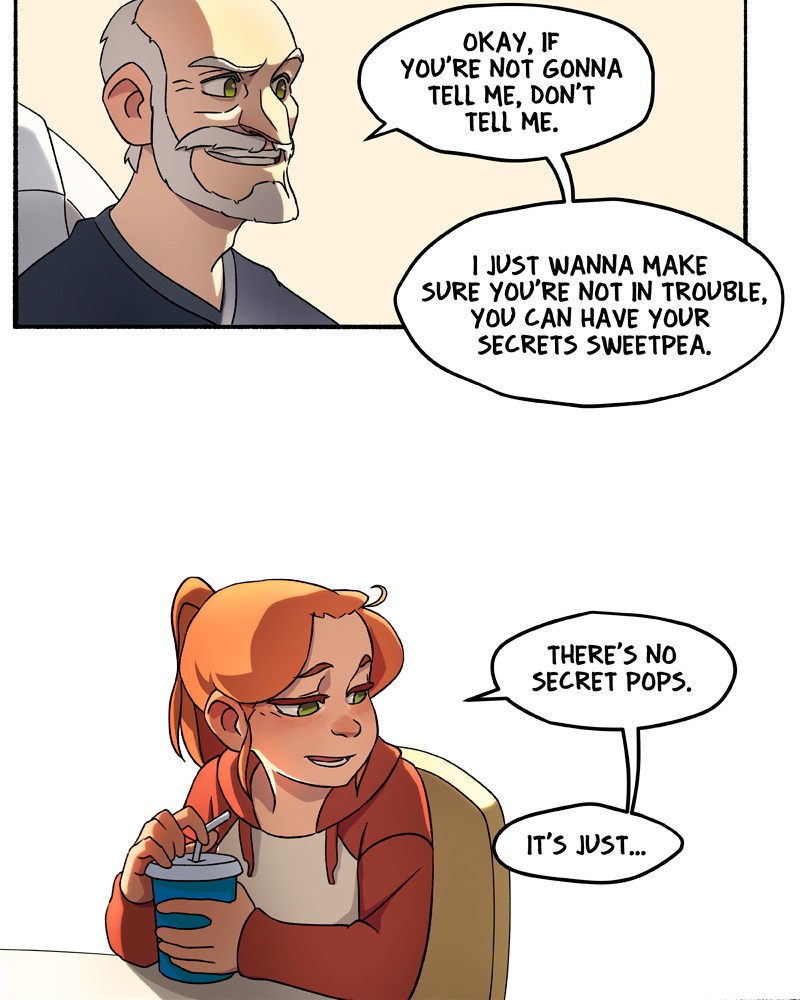 OKAY, IF
YOU'RE NOT GONNA
TELL ME, DON'T
TELL ME.
I JUST WANNA MAKE
SURE YOU'RE NOT IN TROUBLE,
YOU CAN HAVE YOUR
SECRETS SWEETPEA.
THERE'S NO
SECRET POPS.
IT'S JUST...